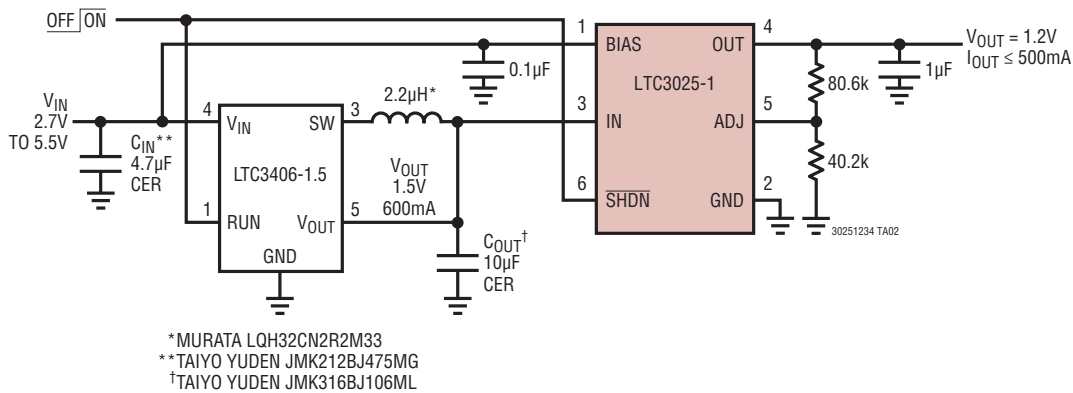 OFF ON
1
BIAS
OUT
4
VOUT = 1.2V
IOUT ≤ 500mA
0.1µF
LTC3025-1
1µF
80.6k
VIN
2.7V
TO 5.5V
CIN**
4.7µF
CER
4
VIN
SW
3
2.2µH*
3
IN
ADJ
5
LTC3406-1.5
VOUT
1.5V
600mA
40.2k
1
RUN
VOUT
5
6
SHDN
GND
2
GND
COUT†
10µF
CER
30251234 TA02
*MURATA LQH32CN2R2M33
**TAIYO YUDEN JMK212BJ475MG
†TAIYO YUDEN JMK316BJ106ML